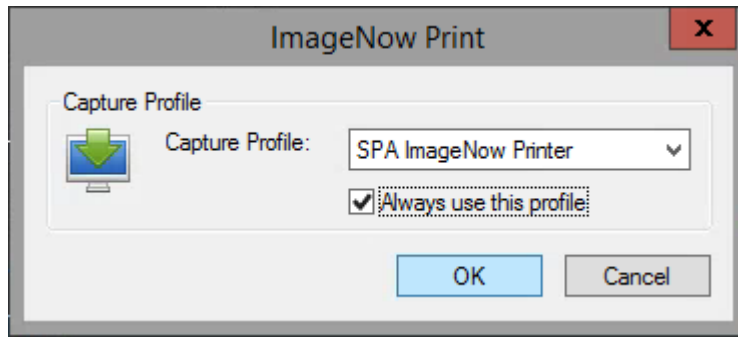 ImageNow Print
x
Capture Profile
Capture Profile:
SPA ImageNow Printer
Always use this profile
OK
Cancel